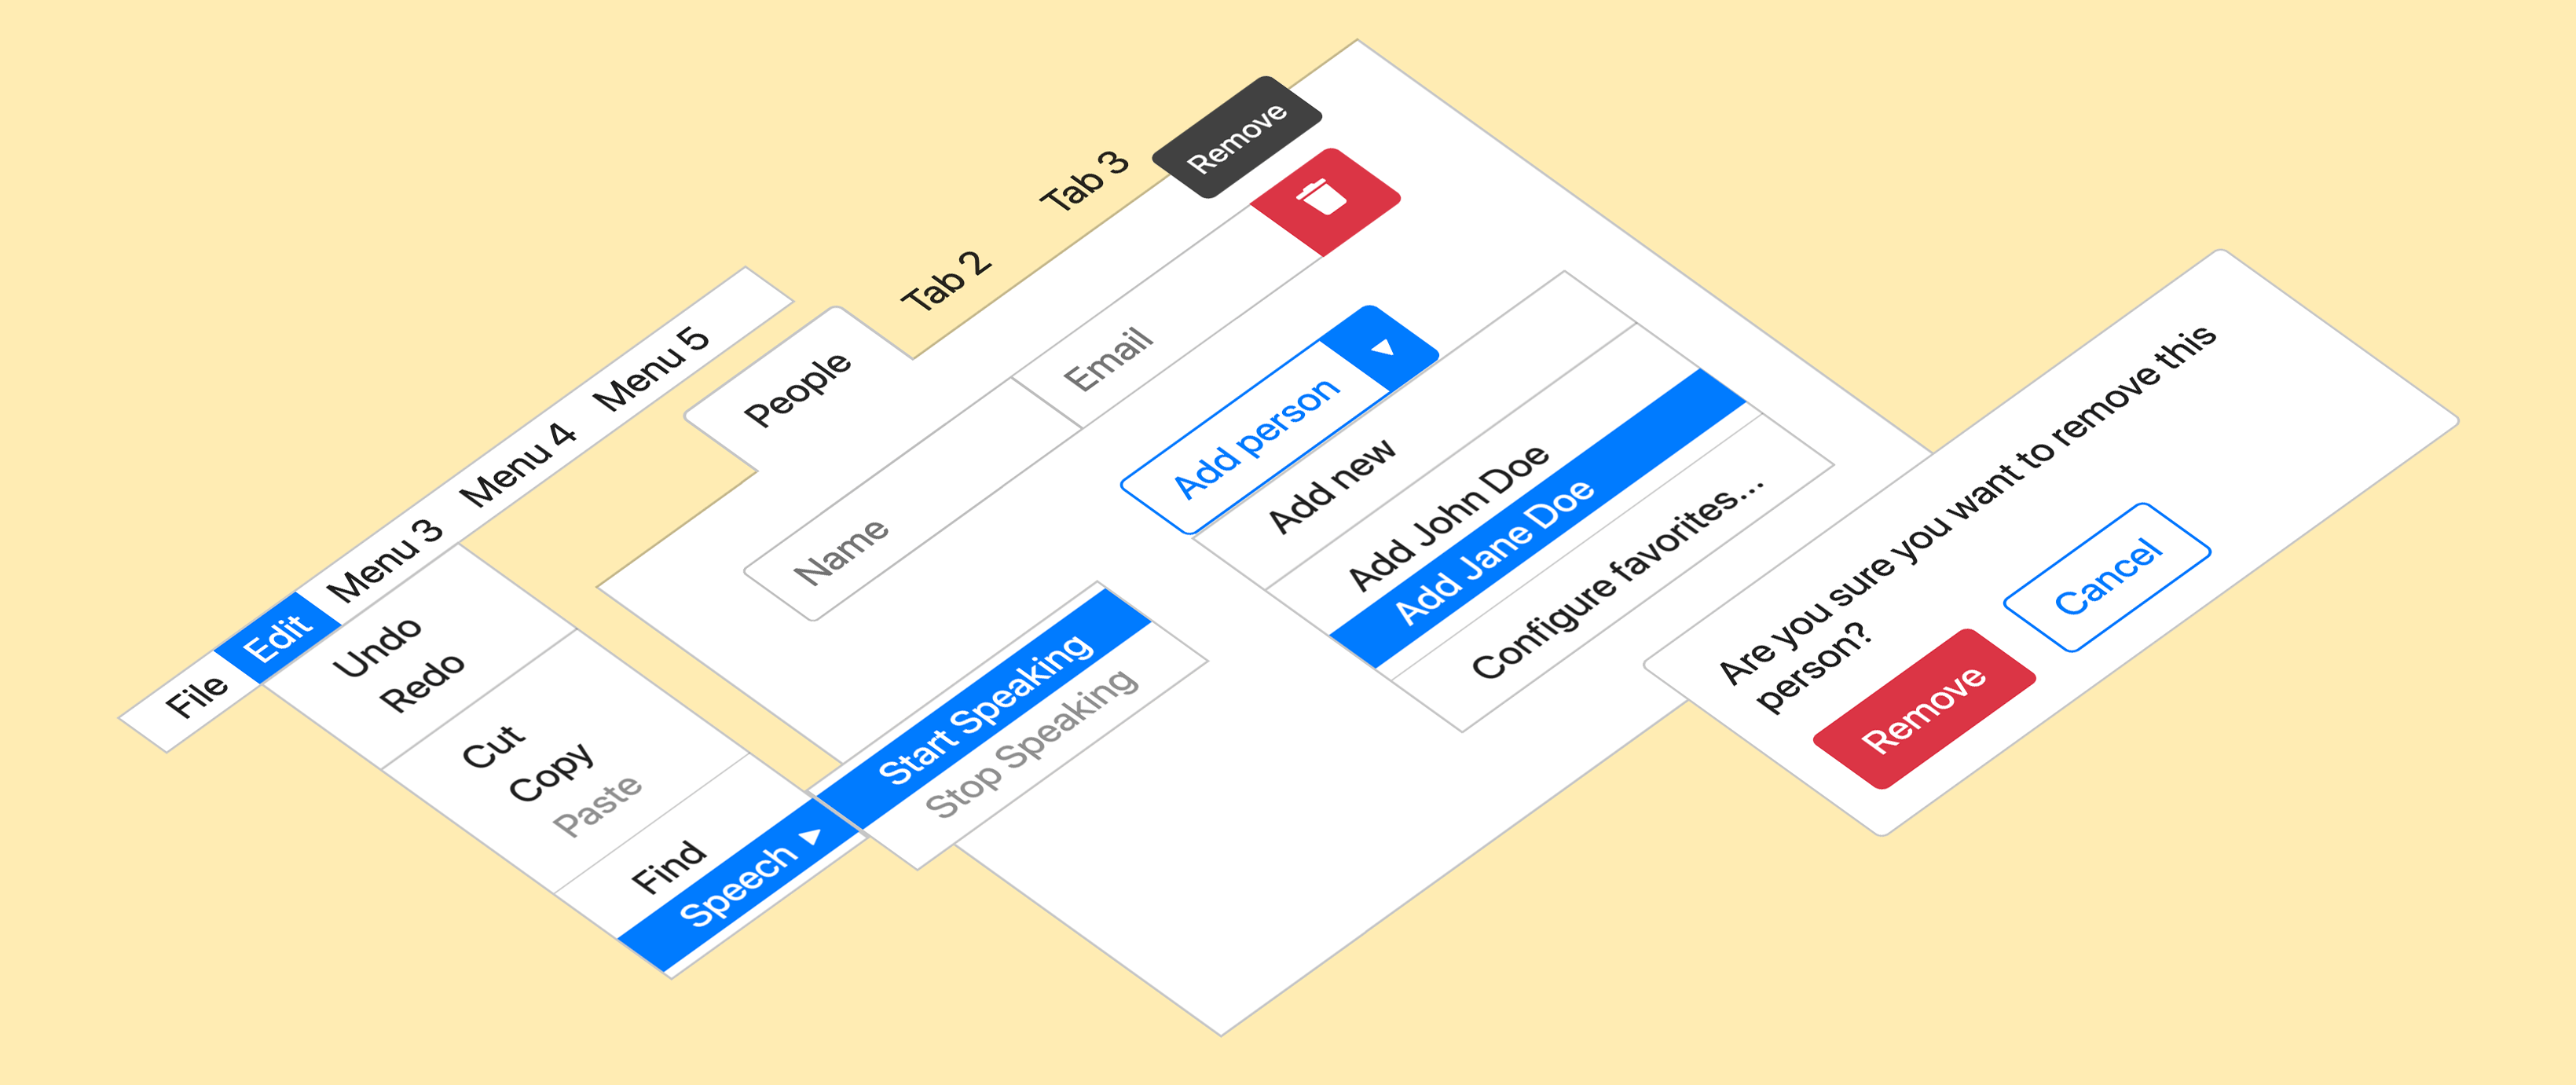 File
Edit
Menu 3
Menu 4
Menu 5
Undo
Redo
Cut
Copy
Paste
Find
Speech
Start Speaking
Stop Speaking
People
Tab 2
Tab 3
Remove
Name
Email
Add person
Add new
Add John Doe
Add Jane Doe
Configure favorites...
Are you sure you want to remove this
person?
Remove
Cancel